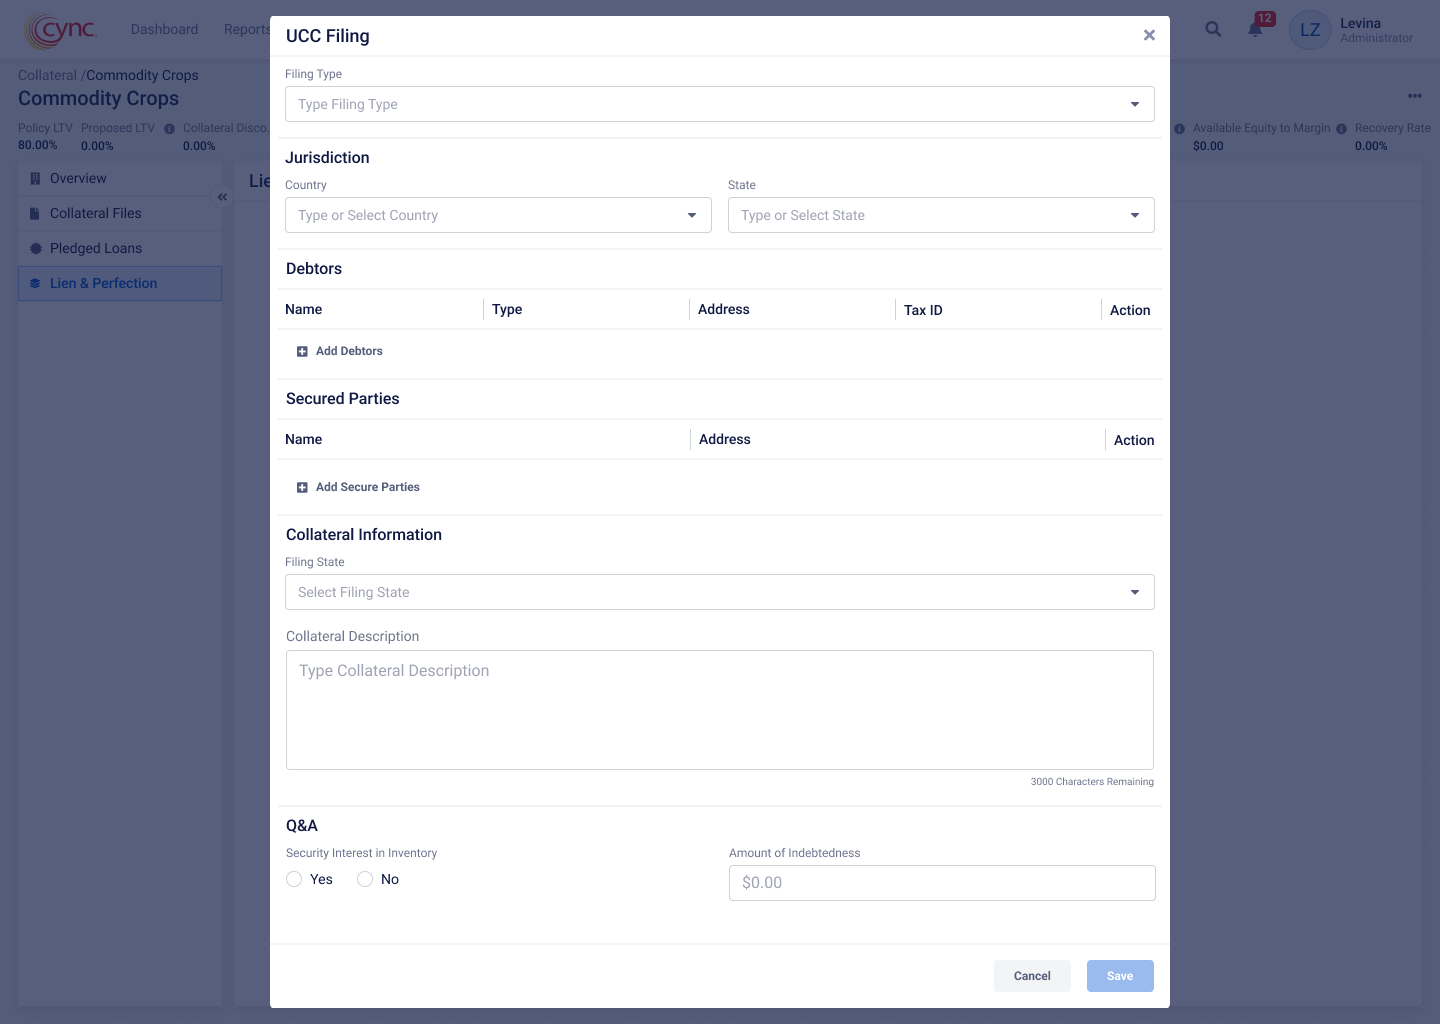 cync
Dashboard
Reports
12
LZ
Levina
Administrator
Collateral /Commodity Crops
Commodity Crops
Policy LTV
80.00%
Proposed LTV
0.00%
Collateral Disco...
0.00%
Available Equity to Margin
$0.00
Recovery Rate
0.00%
Overview
Collateral Files
Pledged Loans
Lien & Perfection
Lie
UCC Filing
Filing Type
Type Filing Type
Jurisdiction
Country
State
Type or Select Country
Type or Select State
Debtors
Name Type Address Tax ID Action
Add Debtors
Secured Parties
Name Address Action
Add Secure Parties
Collateral Information
Filing State
Select Filing State
Collateral Description
Type Collateral Description
3000 Characters Remaining
Q&A
Security Interest in Inventory
Yes No
Amount of Indebtedness
$0.00
Cancel
Save